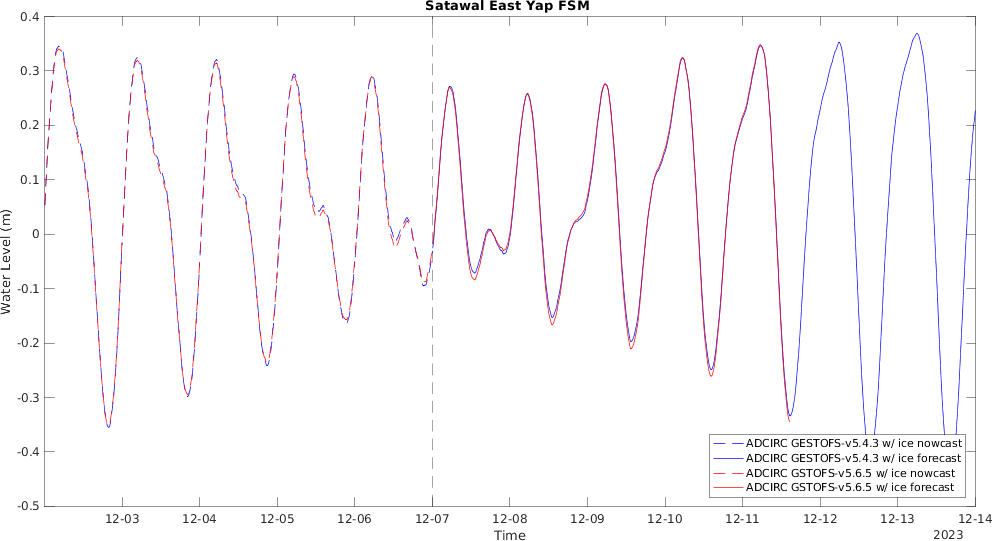 Satawal East Yap FSM
0.4
0.3
0.2
0.1
0
-0.1
-0.2
-0.3
-0.4
-0.5
Water Level (m)
ADCIRC GESTOFS-v5.4.3 w/ ice nowcast
ADCIRC GESTOFS-v5.4.3 w/ ice forecast
ADCIRC GSTOFS-v5.6.5 w/ ice nowcast
ADCIRC GSTOFS-v5.6.5 w/ ice forecast
12-03 12-04 12-05 12-06 12-07 12-08 12-09 12-10 12-11 12-12 12-13 12-14
Time
2023